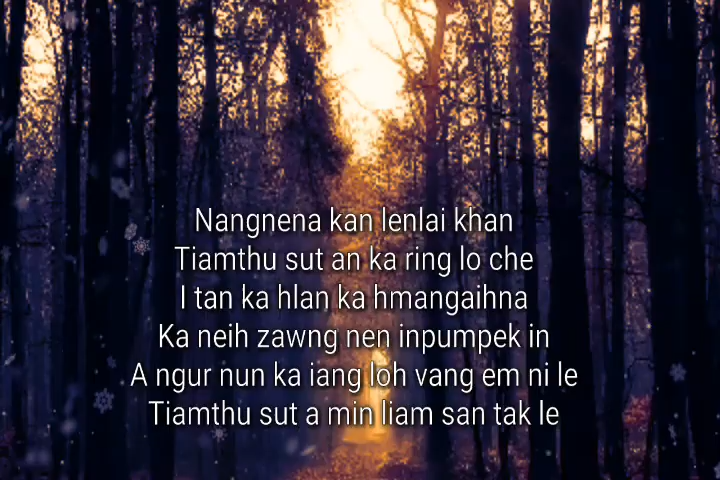 Nangnena kan lenlai khan
Tiamthu sut an ka ring lo che
I tan ka hlan ka hmangaihna
Ka neih zawng nen inpumpek in
A ngur nun ka iang loh vang em ni le
Tiamthu sut a min liam san tak le